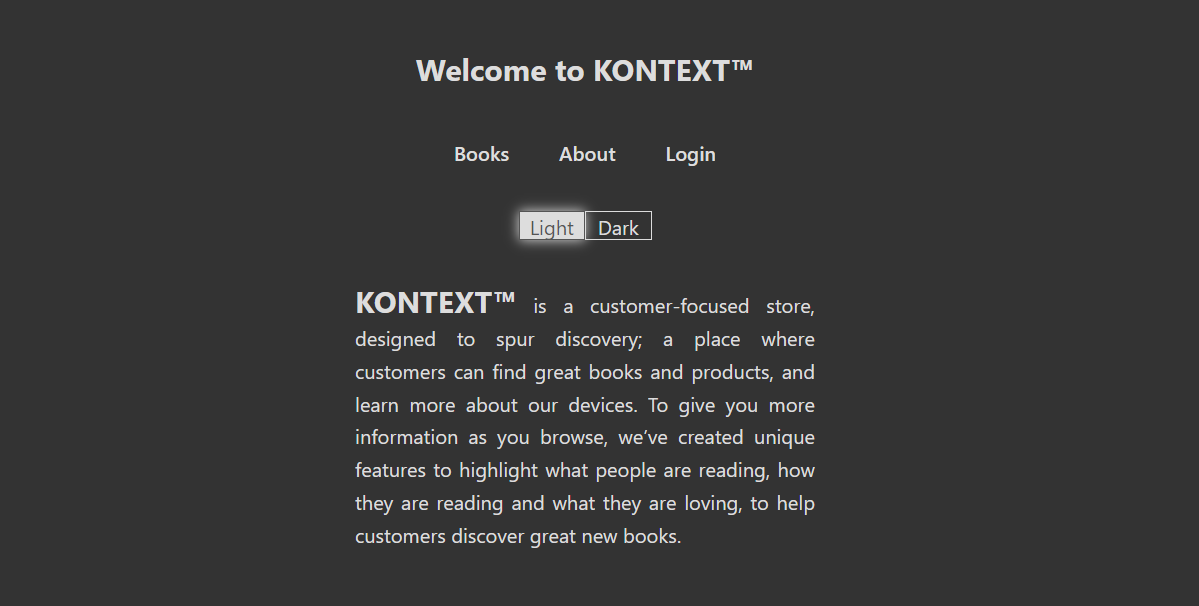 Welcome to KONTEXT™
Books About Login
Light Dark
KONTEXT™ is a customer-focused store,
designed to spur discovery; a place where
customers can find great books and products, and
learn more about our devices. To give you more
information as you browse, we’ve created unique
features to highlight what people are reading, how
they are reading and what they are loving, to help
customers discover great new books.